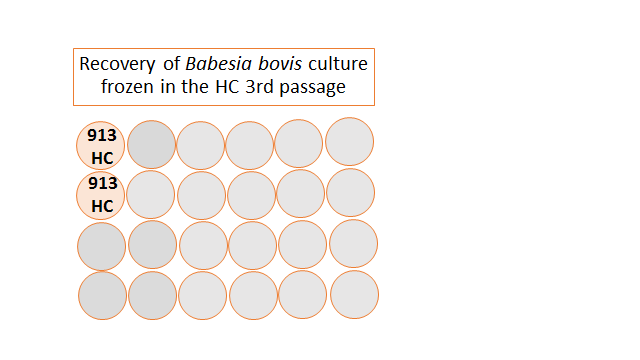 Recovery of Babesia bovis culture
frozen in the HC 3rd passage
913
HC
913
HC